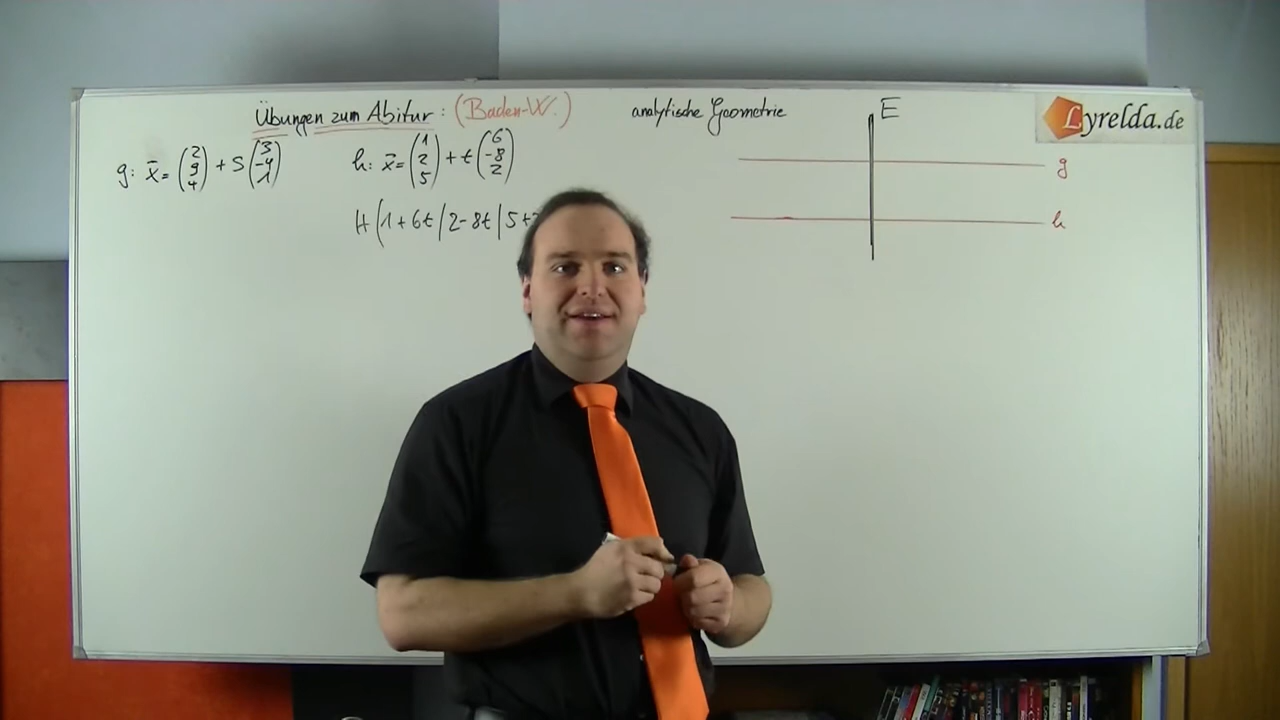 Übungen zum Abitur: (Baden-W.) analytische Geometrie E
Lyrelda.de
g: x⃗ = (2 9 4) + s (3 -4 1) h: x⃗ = (1 2 5) + t (6 -8 2) g
H (1+6t | 2-8t | 5+ h